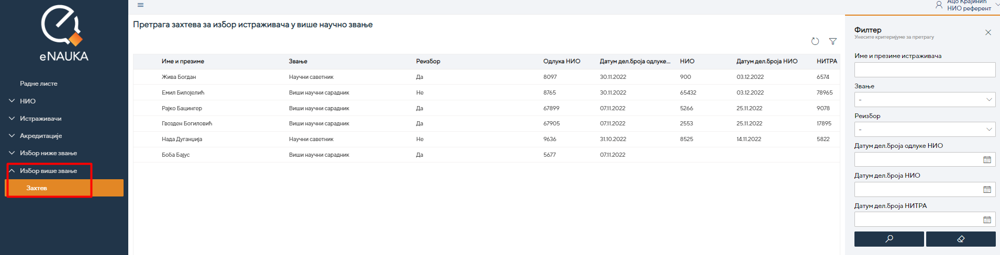 Ацо Крајинић
НИО референт
eNAUKA
Радне листе
НИО
Истраживачи
Акредитације
Избор ниже звање
Избор више звање
Захтев
Претрага захтева за избор истраживача у више научно звање
Име и презиме Звање Реизбор Одлука НИО Датум дел.броја одлуке... НИО Датум дел.броја НИО НИТРА
Жива Богдан Научни саветник Да 8097 30.11.2022 900 03.12.2022 6574
Емил Билојелић Виши научни сарадник Не 8765 30.11.2022 65432 03.12.2022 78965
Рајко Бацингер Виши научни сарадник Да 67899 07.11.2022 5266 25.11.2022 9078
Гвозден Богиловић Виши научни сарадник Да 67905 07.11.2022 2553 25.11.2022 17895
Нада Дуганџија Научни саветник Не 9636 31.10.2022 8525 14.11.2022 5822
Боба Бајус Виши научни сарадник Да 5677 07.11.2022
Филтер
Унесите критеријуме за претрагу
Име и презиме истраживача
Звање
-
Реизбор
-
Датум дел.броја одлуке НИО
Датум дел.броја НИО
Датум дел.броја НИТРА